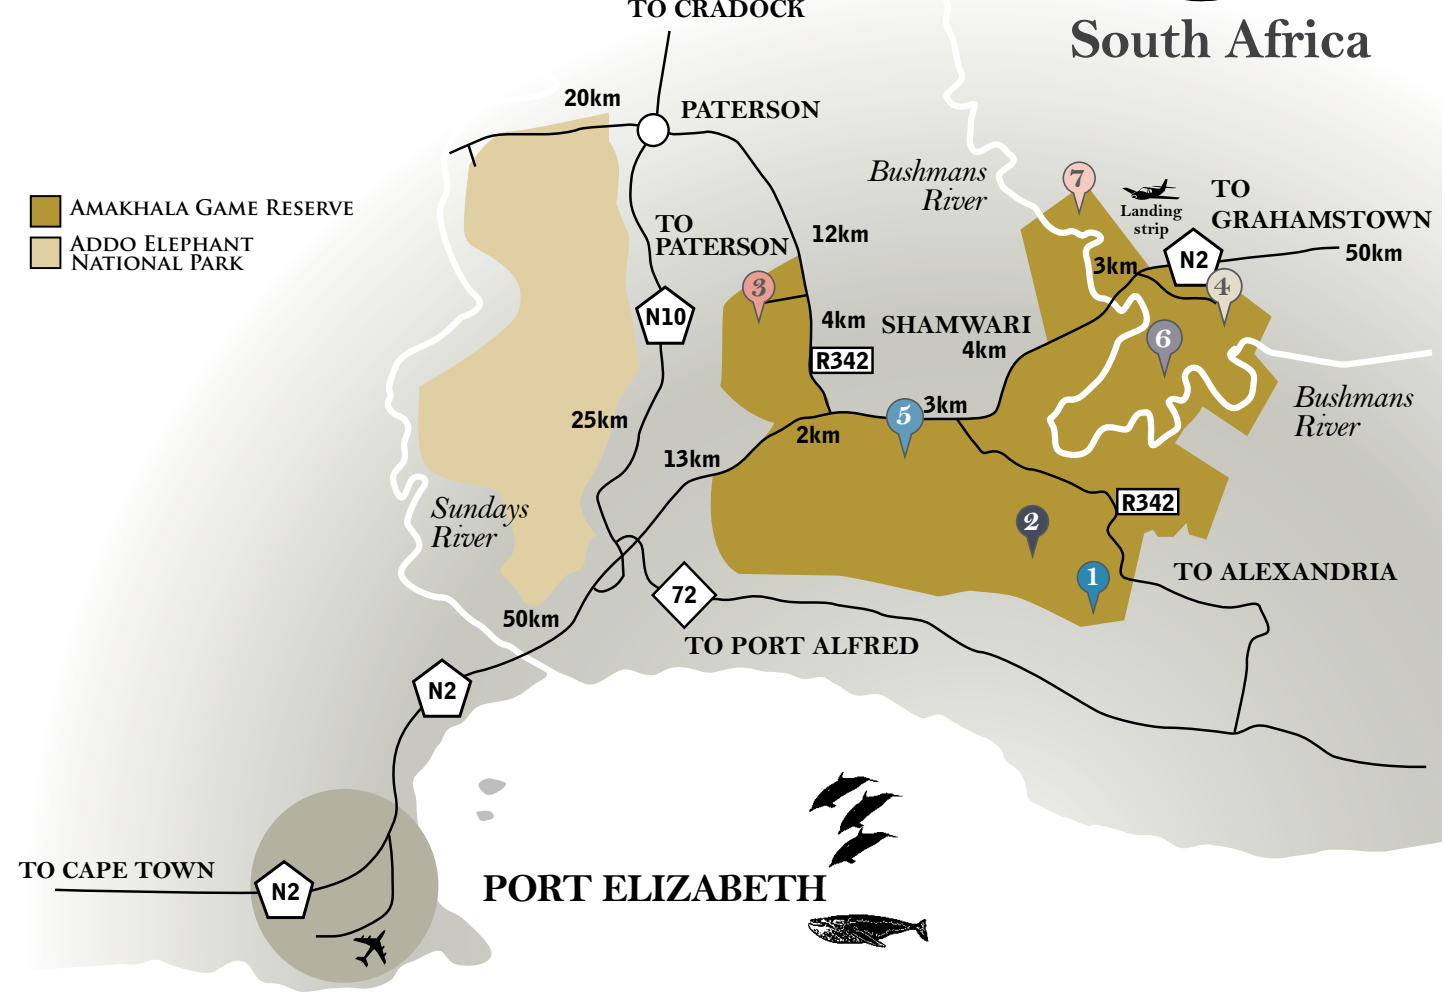 TO CRADOCK
South Africa
20km
PATERSON
Bushmans
River
7
Landing
strip
TO
GRAHAMSTOWN
AMAKHALA GAME RESERVE
ADDO ELEPHANT
NATIONAL PARK
TO
PATERSON
12km
N2
50km
3km
3
4
N10
4km
SHAMWARI
4km
6
R342
25km
5
3km
2km
Bushmans
River
13km
Sundays
River
R342
2
1
TO ALEXANDRIA
72
50km
TO PORT ALFRED
N2
TO CAPE TOWN
N2
PORT ELIZABETH